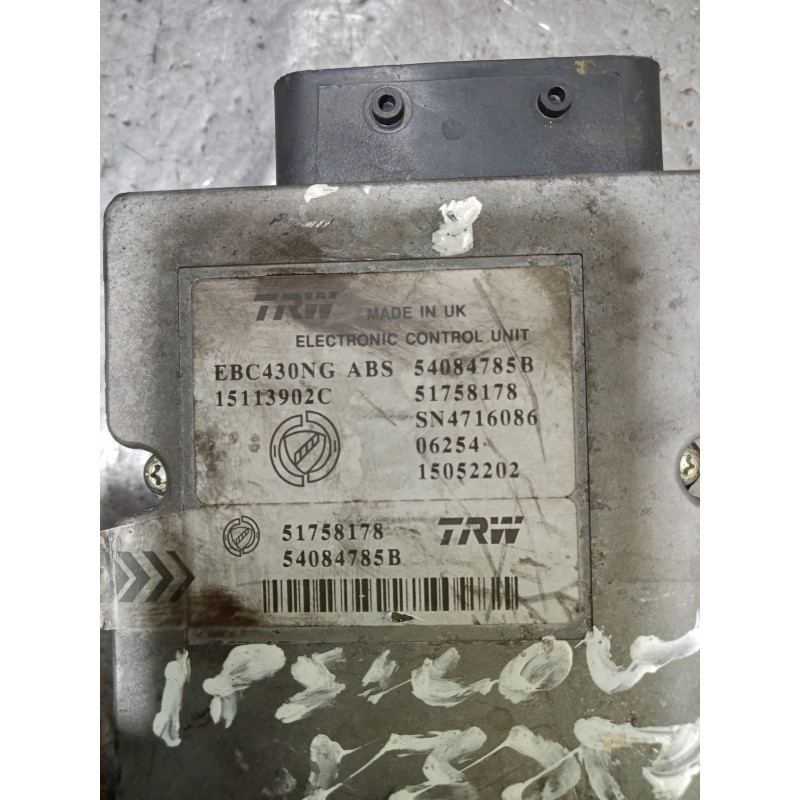 TRW MADE IN UK
ELECTRONIC CONTROL UNIT
EBC430NG ABS 54084785B
15113902C 51758178
SN4716086
06254
15052202
51758178 TRW
54084785B